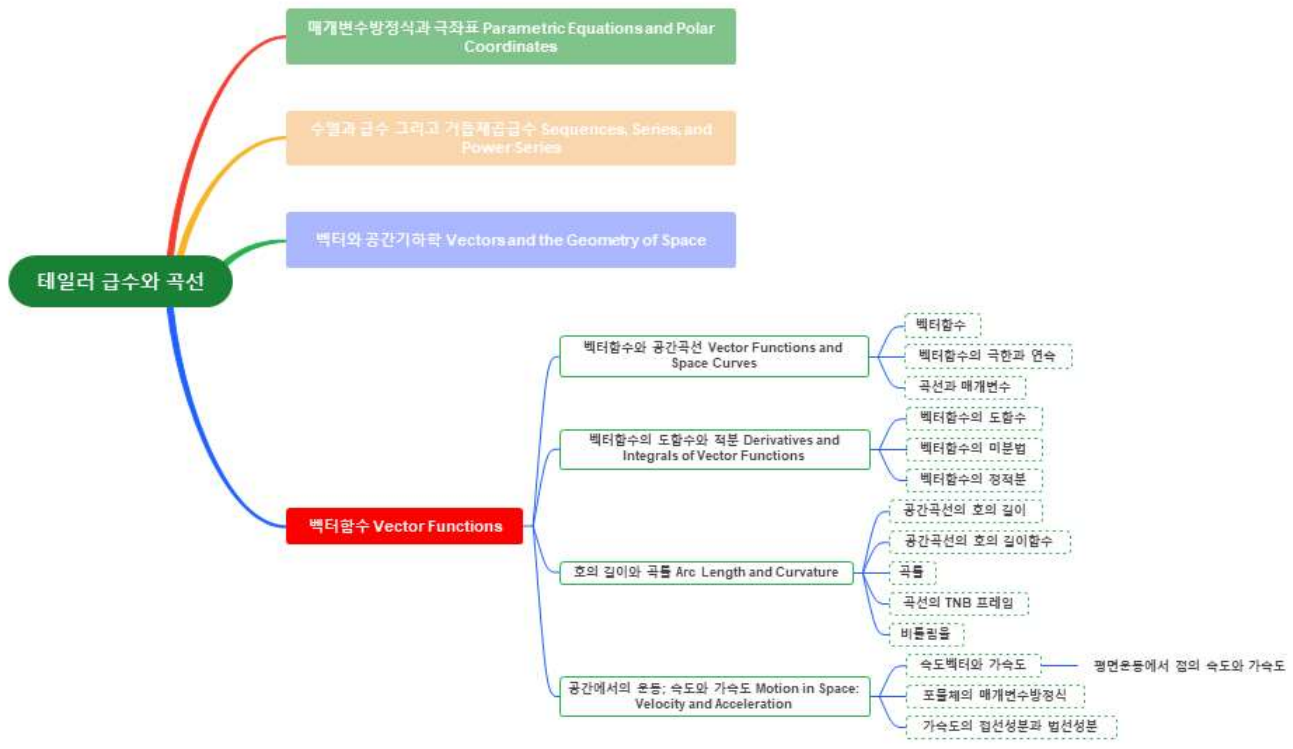 매개변수방정식과 극좌표 Parametric Equations and Polar
Coordinates
수열과 급수 그리고 거듭제곱급수 Sequences, Series, and
Power Series
벡터와 공간기하학 Vectors and the Geometry of Space
테일러 급수와 곡선
벡터함수 Vector Functions
벡터함수와 공간곡선 Vector Functions and
Space Curves
벡터함수
벡터함수의 극한과 연속
곡선과 매개변수
벡터함수의 도함수와 적분 Derivatives and
Integrals of Vector Functions
벡터함수의 도함수
벡터함수의 미분법
벡터함수의 정적분
호의 길이와 곡률 Arc Length and Curvature
공간곡선의 호의 길이
공간곡선의 호의 길이함수
곡률
곡선의 TNB 프레임
비틀림율
공간에서의 운동; 속도와 가속도 Motion in Space:
Velocity and Acceleration
속도벡터와 가속도
평면운동에서 점의 속도와 가속도
포물체의 매개변수방정식
가속도의 접선성분과 법선성분